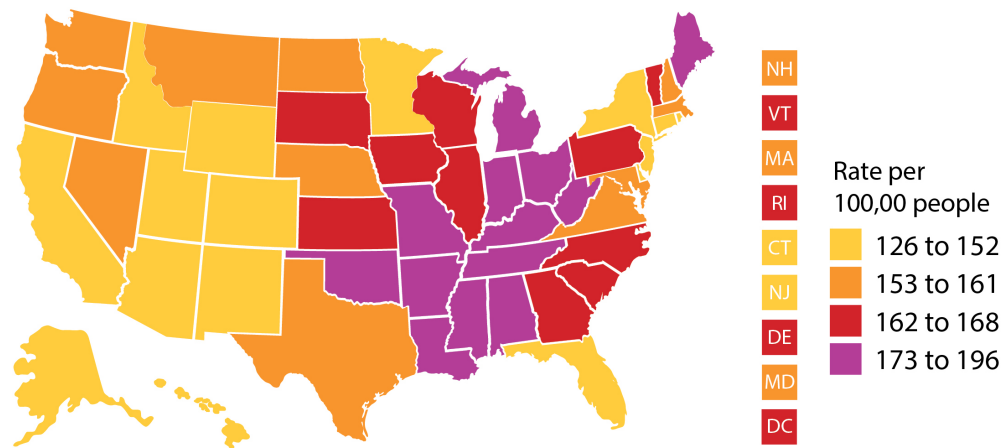 NH
VT
MA
RI
CT
NJ
DE
MD
DC
Rate per
100,00 people
126 to 152
153 to 161
162 to 168
173 to 196